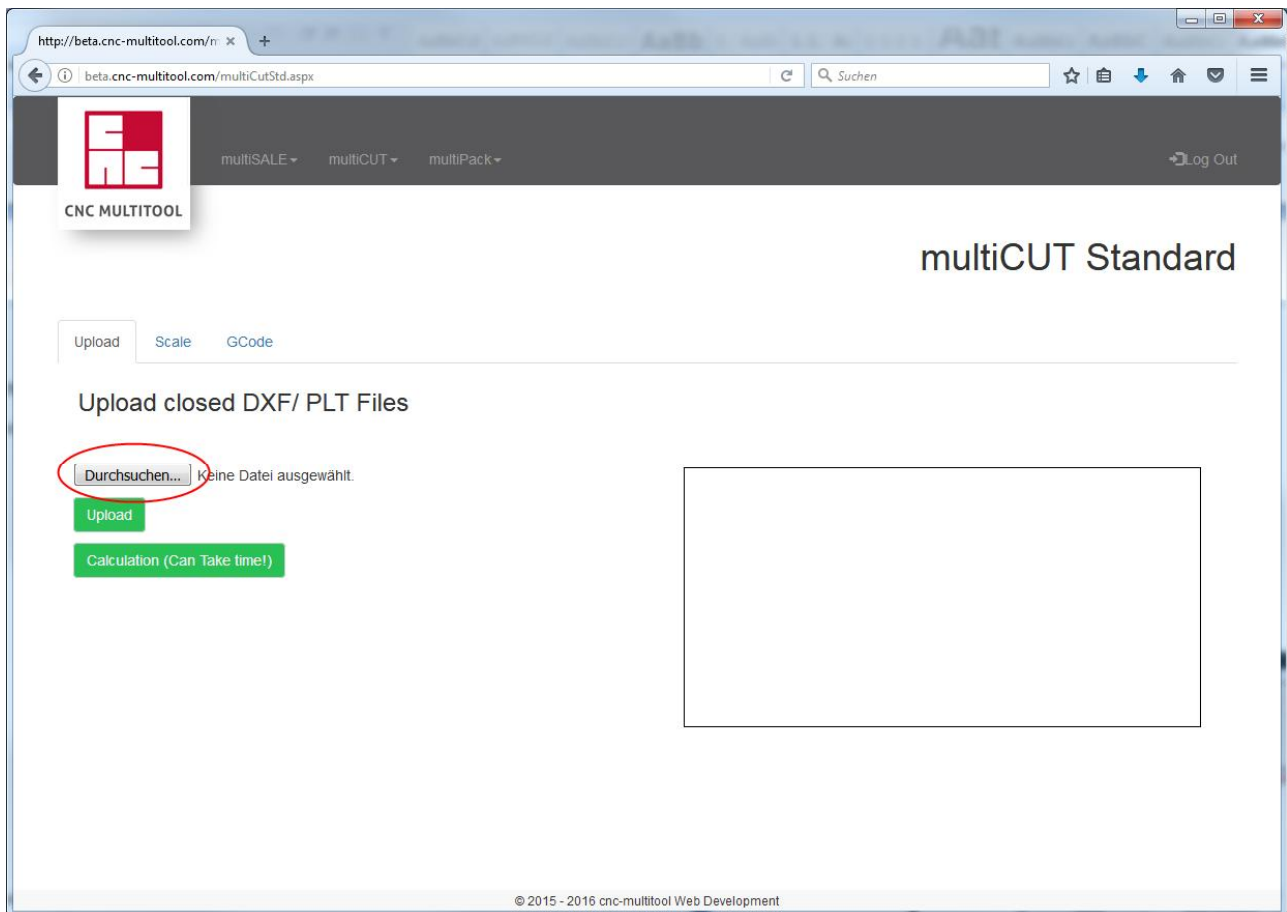 http://beta.cnc-multitool.com/m
beta.cnc-multitool.com/multiCutStd.aspx
Suchen
CNC MULTITOOL
multiSALE
multiCUT
multiPack
Log Out
multiCUT Standard
Upload
Scale
GCode
Upload closed DXF/ PLT Files
Durchsuchen... Keine Datei ausgewählt.
Upload
Calculation (Can Take time!)
© 2015 - 2016 cnc-multitool Web Development